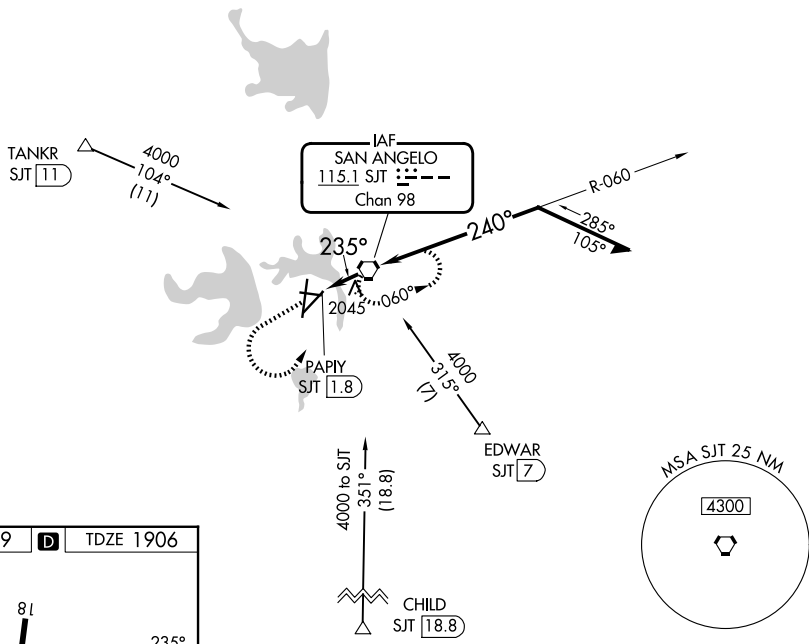 TANKR
SJT 11
4000
104°
(11)
IAF
SAN ANGELO
115.1 SJT
Chan 98
R-060
285°
105°
240°
235°
2045
060°
PAPIY
SJT 1.8
4000
315°
(7)
EDWAR
SJT 7
4000 to SJT
351°
(18.8)
CHILD
SJT 18.8
MSA SJT 25 NM
4300
9 D TDZE 1906
18
235°